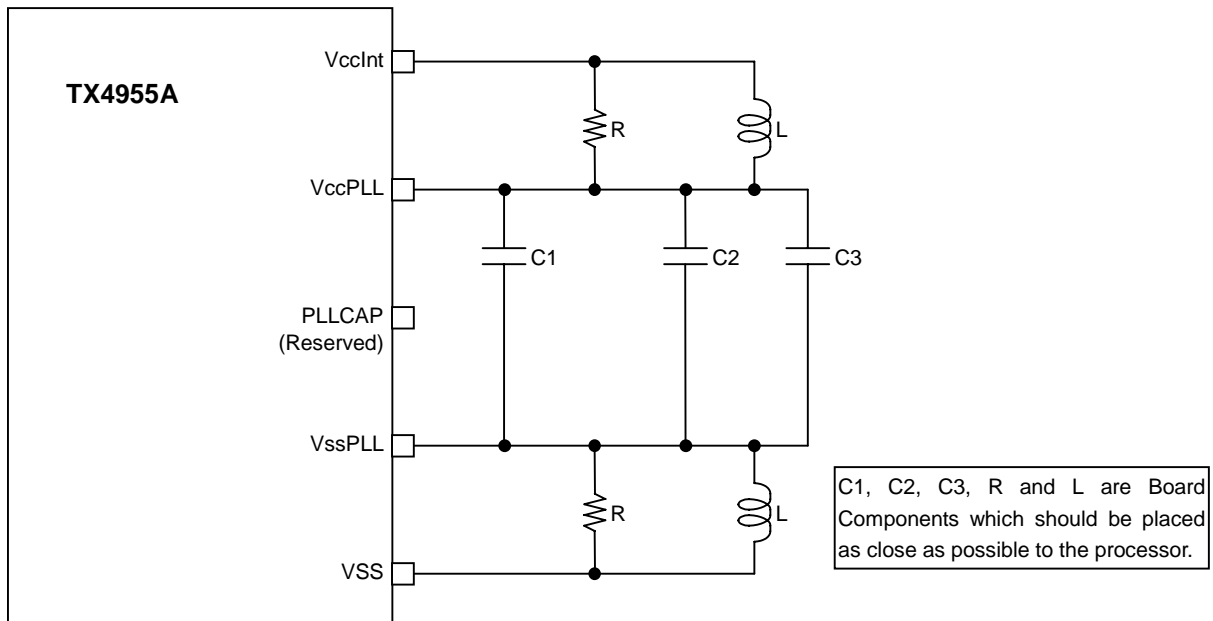 VccInt
TX4955A
R
L
VccPLL
C1
C2
C3
PLLCAP
(Reserved)
VssPLL
R
L
C1, C2, C3, R and L are Board
Components which should be placed
as close as possible to the processor.
VSS